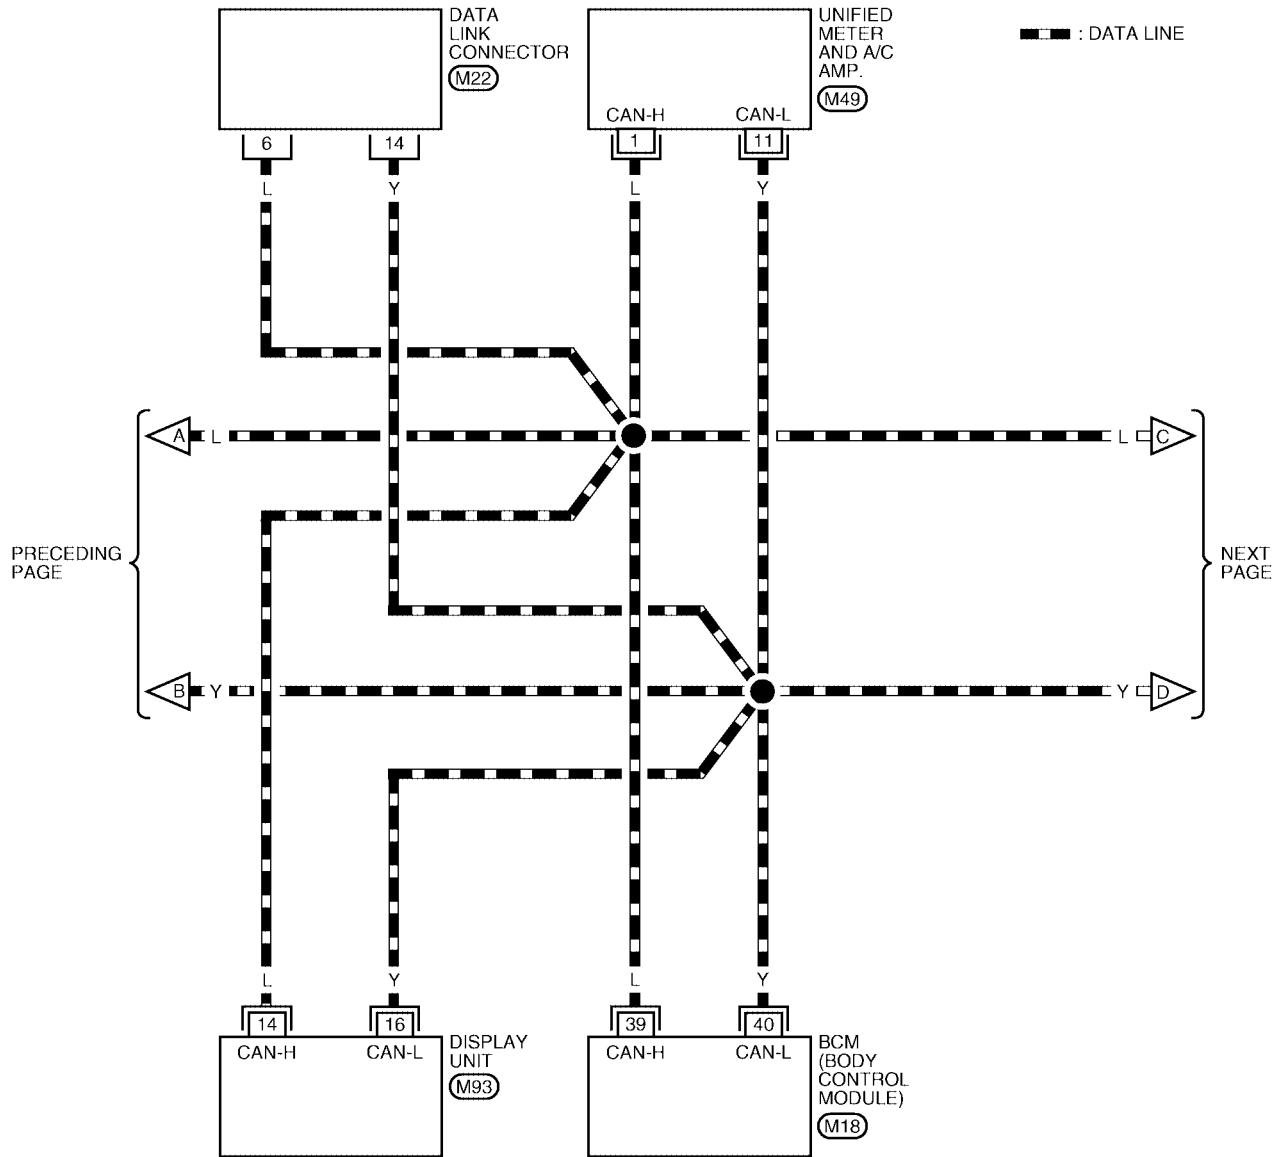 DATA
LINK
CONNECTOR
M22
UNIFIED
METER
AND A/C
AMP.
M49
: DATA LINE
CAN-H
CAN-L
6
14
1
11
L
Y
L
Y
A
L
L
C
PRECEDING
PAGE
NEXT
PAGE
B
Y
Y
D
L
Y
L
Y
14
16
39
40
CAN-H
CAN-L
DISPLAY
UNIT
M93
CAN-H
CAN-L
BCM
(BODY
CONTROL
MODULE)
M18